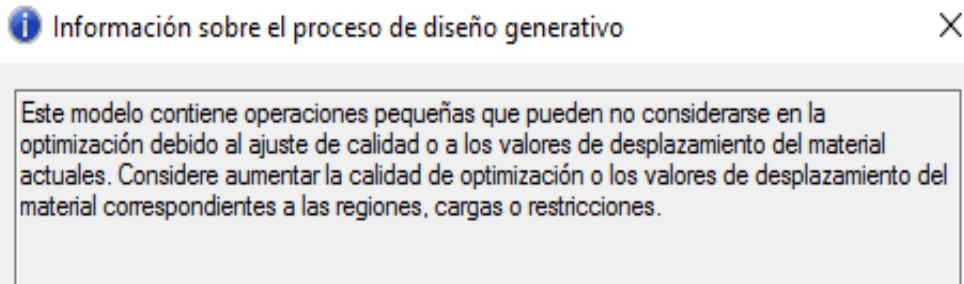 Información sobre el proceso de diseño generativo
Este modelo contiene operaciones pequeñas que pueden no considerarse en la
optimización debido al ajuste de calidad o a los valores de desplazamiento del material
actuales. Considere aumentar la calidad de optimización o los valores de desplazamiento del
material correspondientes a las regiones, cargas o restricciones.